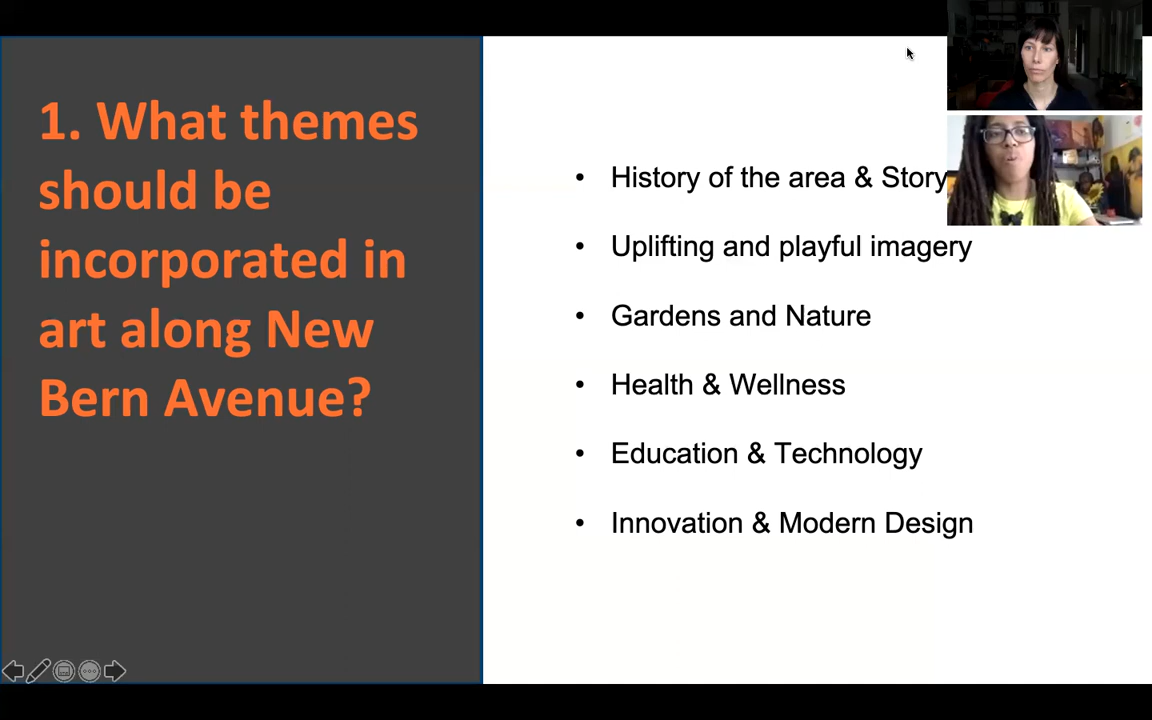 1. What themes
should be
incorporated in
art along New
Bern Avenue?
• History of the area & Story
• Uplifting and playful imagery
• Gardens and Nature
• Health & Wellness
• Education & Technology
• Innovation & Modern Design